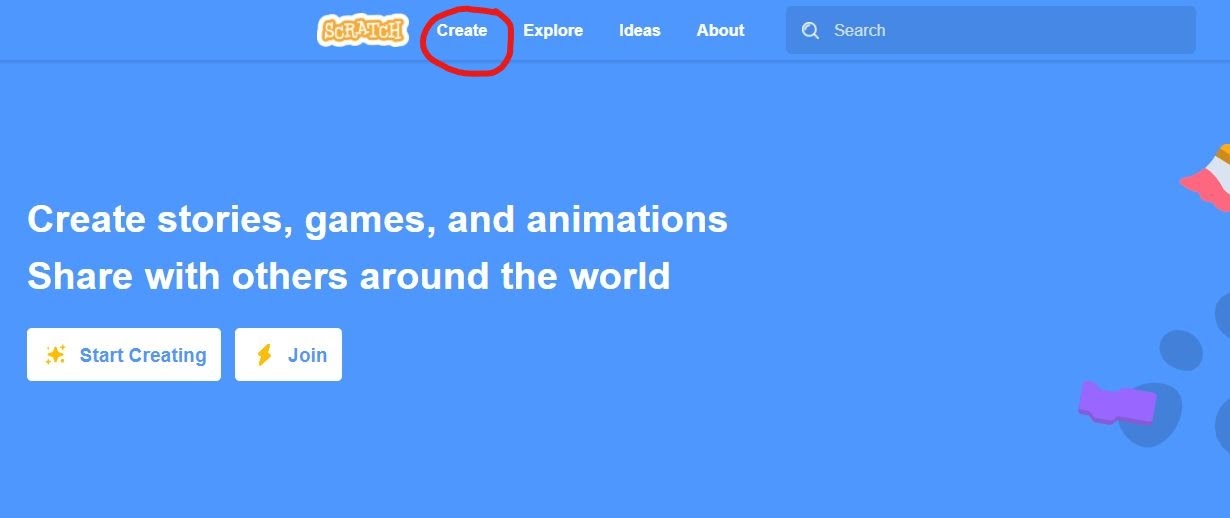 SCRATCH Create Explore Ideas About Search
Create stories, games, and animations
Share with others around the world
Start Creating Join